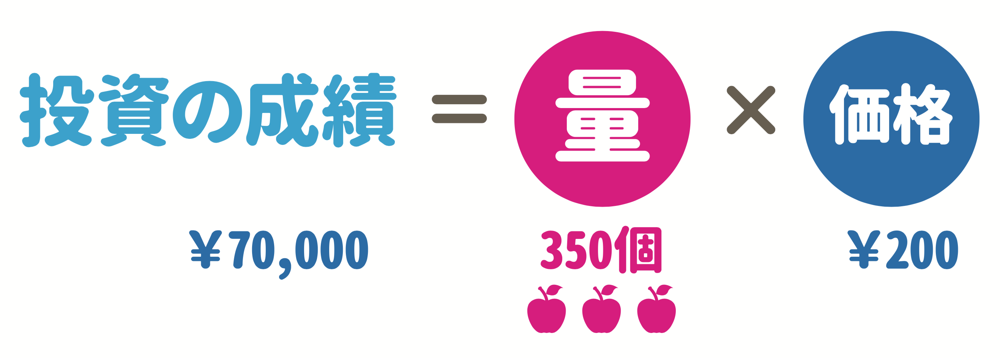 投資の成績 = 量 × 価格
¥70,000 350個 ¥200